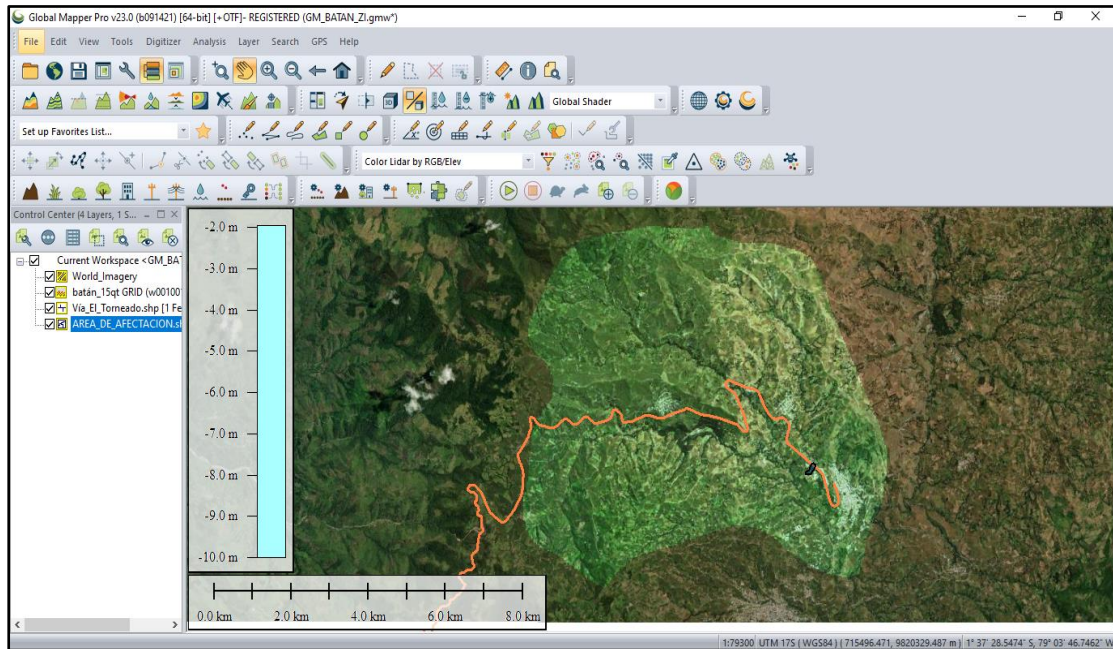 Global Mapper Pro v23.0 (b091421) [64-bit] [+OTF]- REGISTERED (GM_BATAN_ZI.gmw*)
File Edit View Tools Digitizer Analysis Layer Search GPS Help
Global Shader
Set up Favorites List...
Color Lidar by RGB/Elev
Control Center (4 Layers, 1 S...
Current Workspace <GM_BAT
World_Imagery
batán_15qt GRID (w001001
Vía_El_Torneado.shp [1 Fe
AREA_DE_AFECTACION.sh
-2.0 m
-3.0 m
-4.0 m
-5.0 m
-6.0 m
-7.0 m
-8.0 m
-9.0 m
-10.0 m
0.0 km 2.0 km 4.0 km 6.0 km 8.0 km
1:79300 UTM 17S ( WGS84 ) ( 715496.471, 9820329.487 m ) 1° 37' 28.5474" S, 79° 03' 46.7462" W